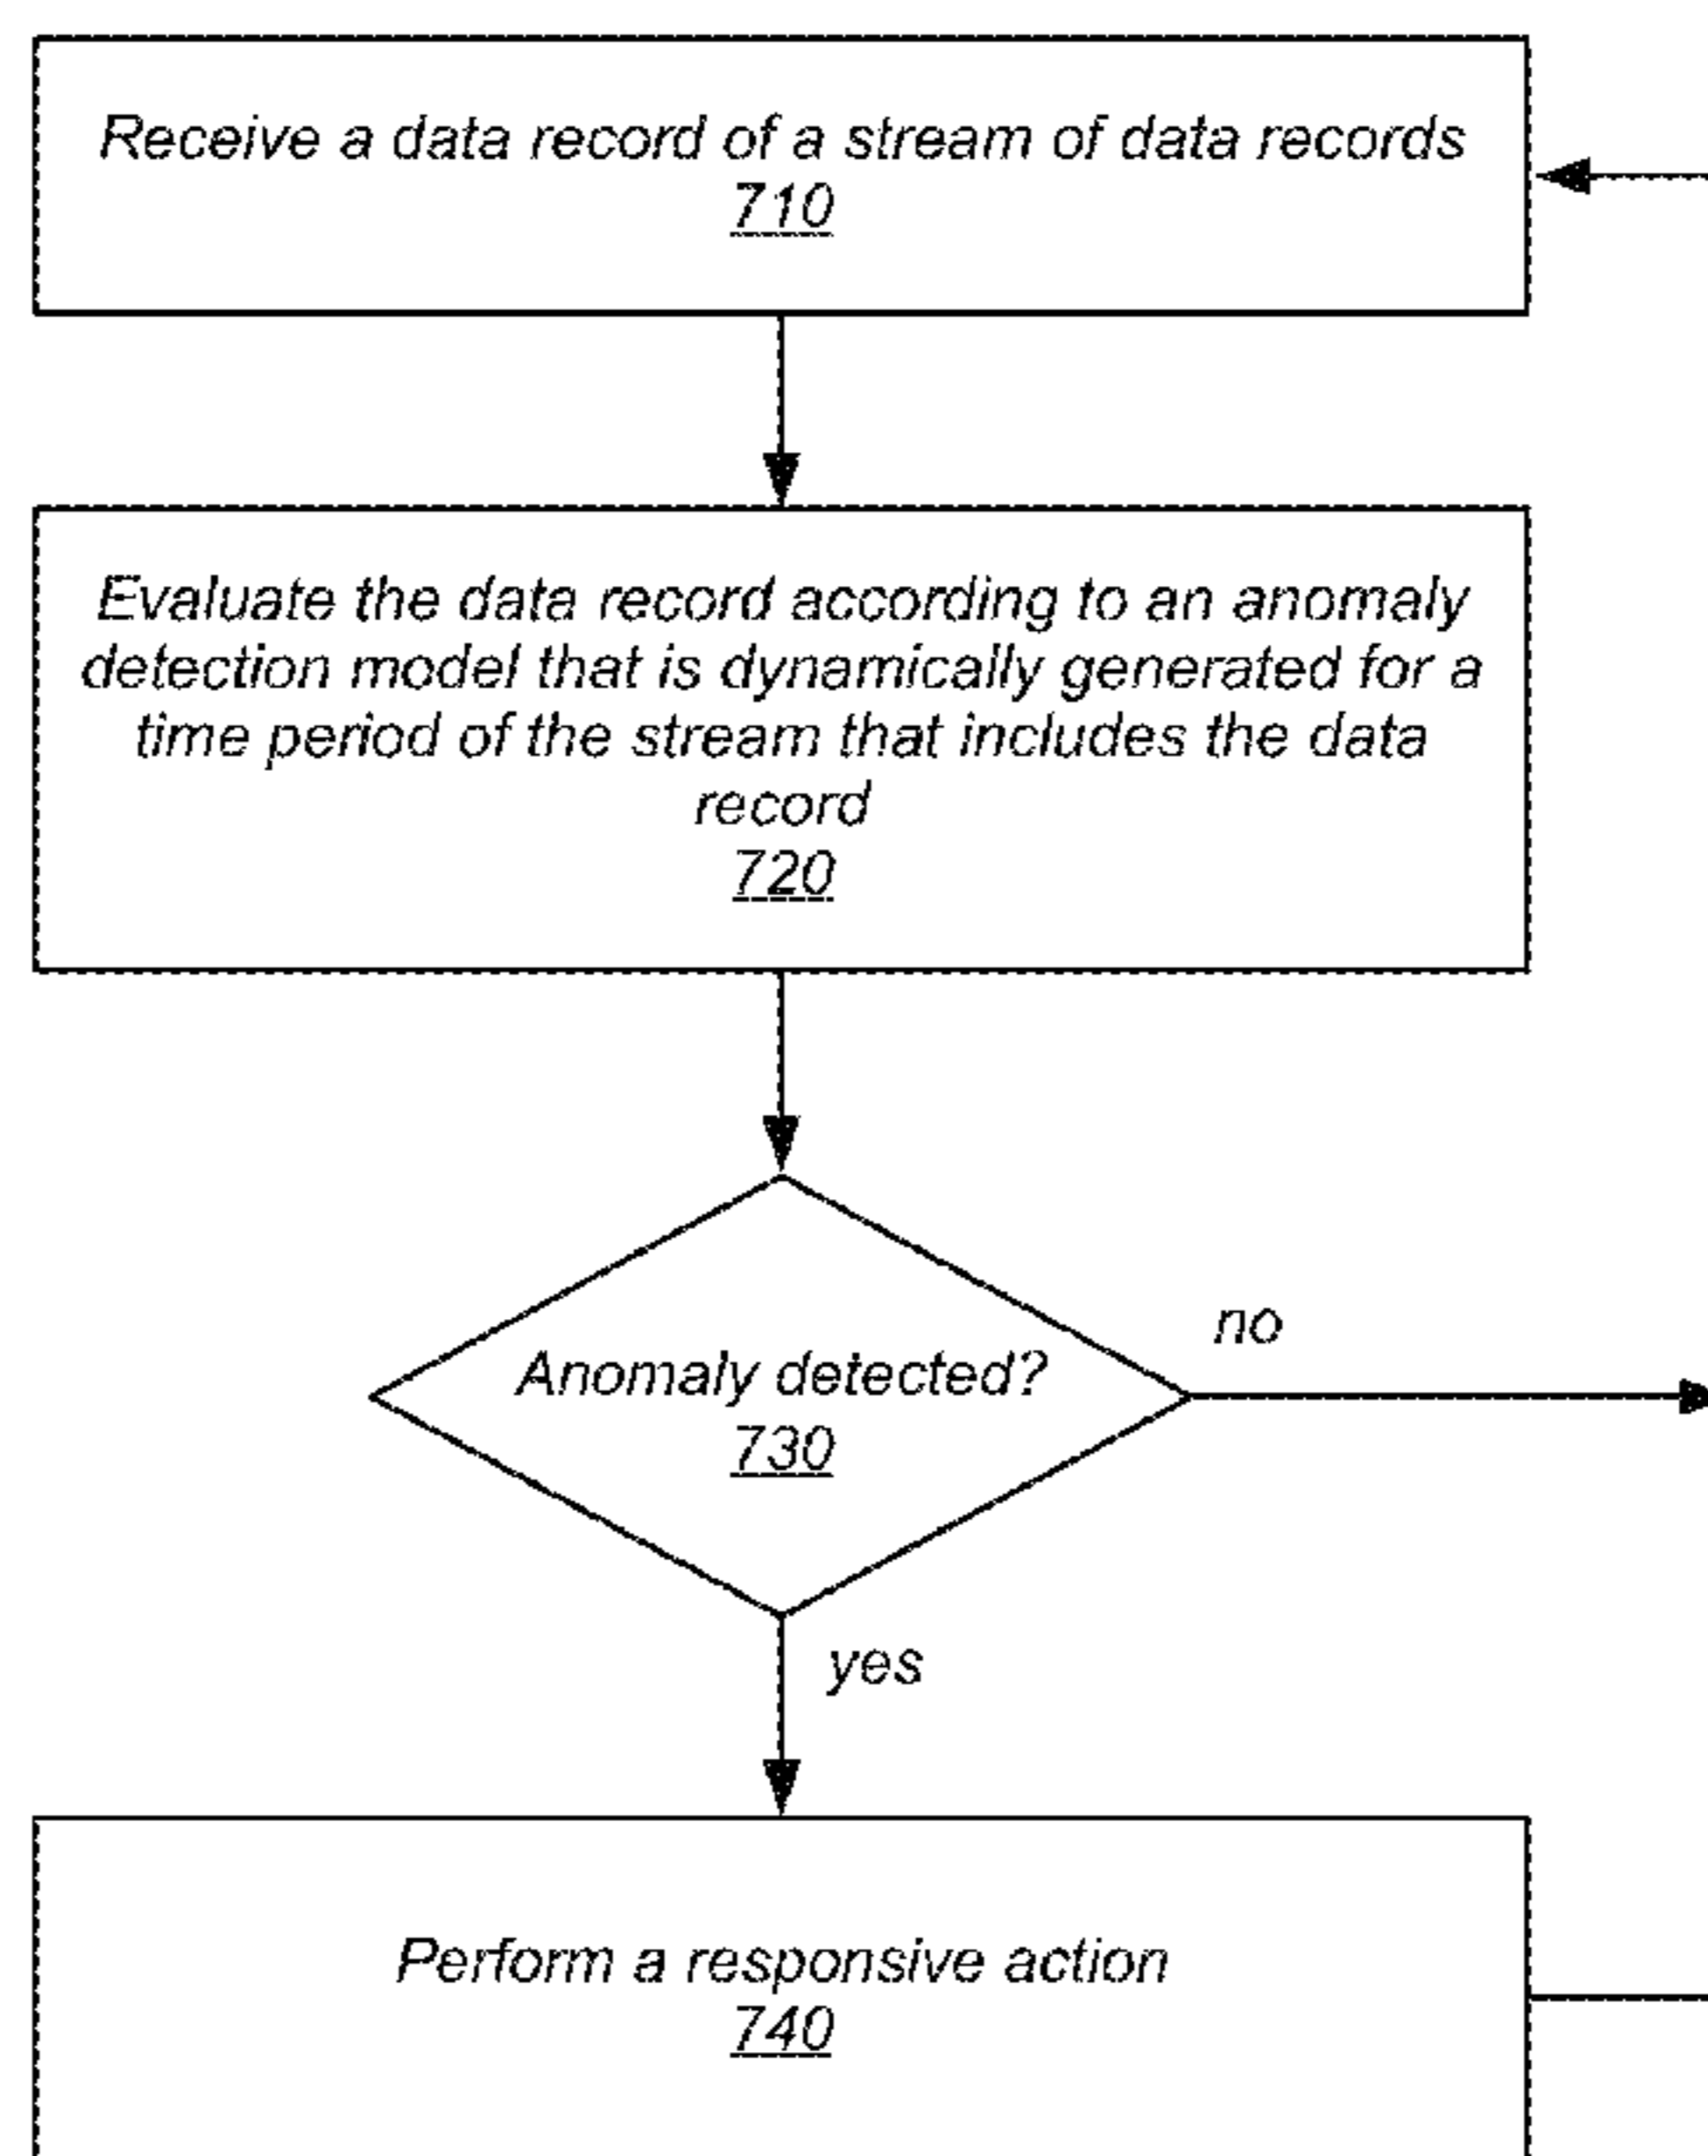 Receive a data record of a stream of data records
710
Evaluate the data record according to an anomaly
detection model that is dynamically generated for a
time period of the stream that includes the data
record
720
Anomaly detected?
730
no
yes
Perform a responsive action
740